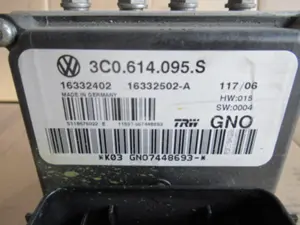 3C0.614.095.S
16332402 16332502-A 117/06
MADE IN GERMANY HW:015
SW:0004
TRW GNO
*K03 GNO7448693-*